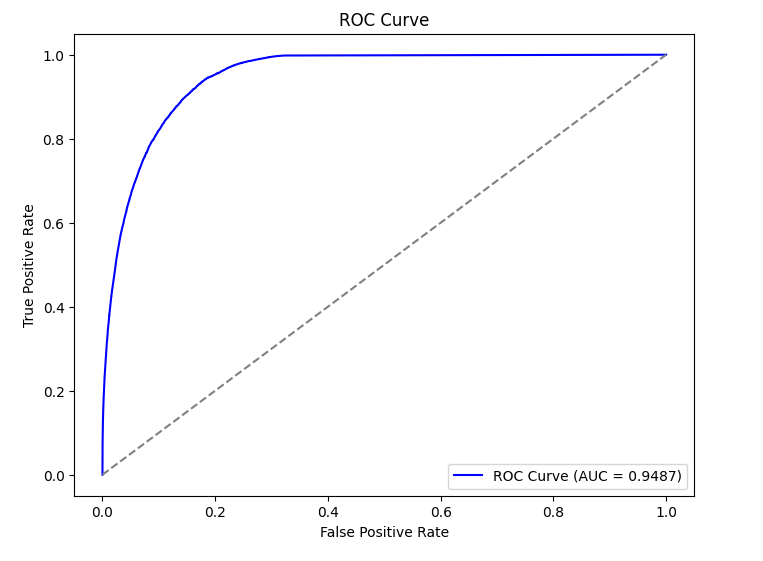 ROC Curve
True Positive Rate
1.0
0.8
0.6
0.4
0.2
0.0
0.0 0.2 0.4 0.6 0.8 1.0
False Positive Rate
ROC Curve (AUC = 0.9487)